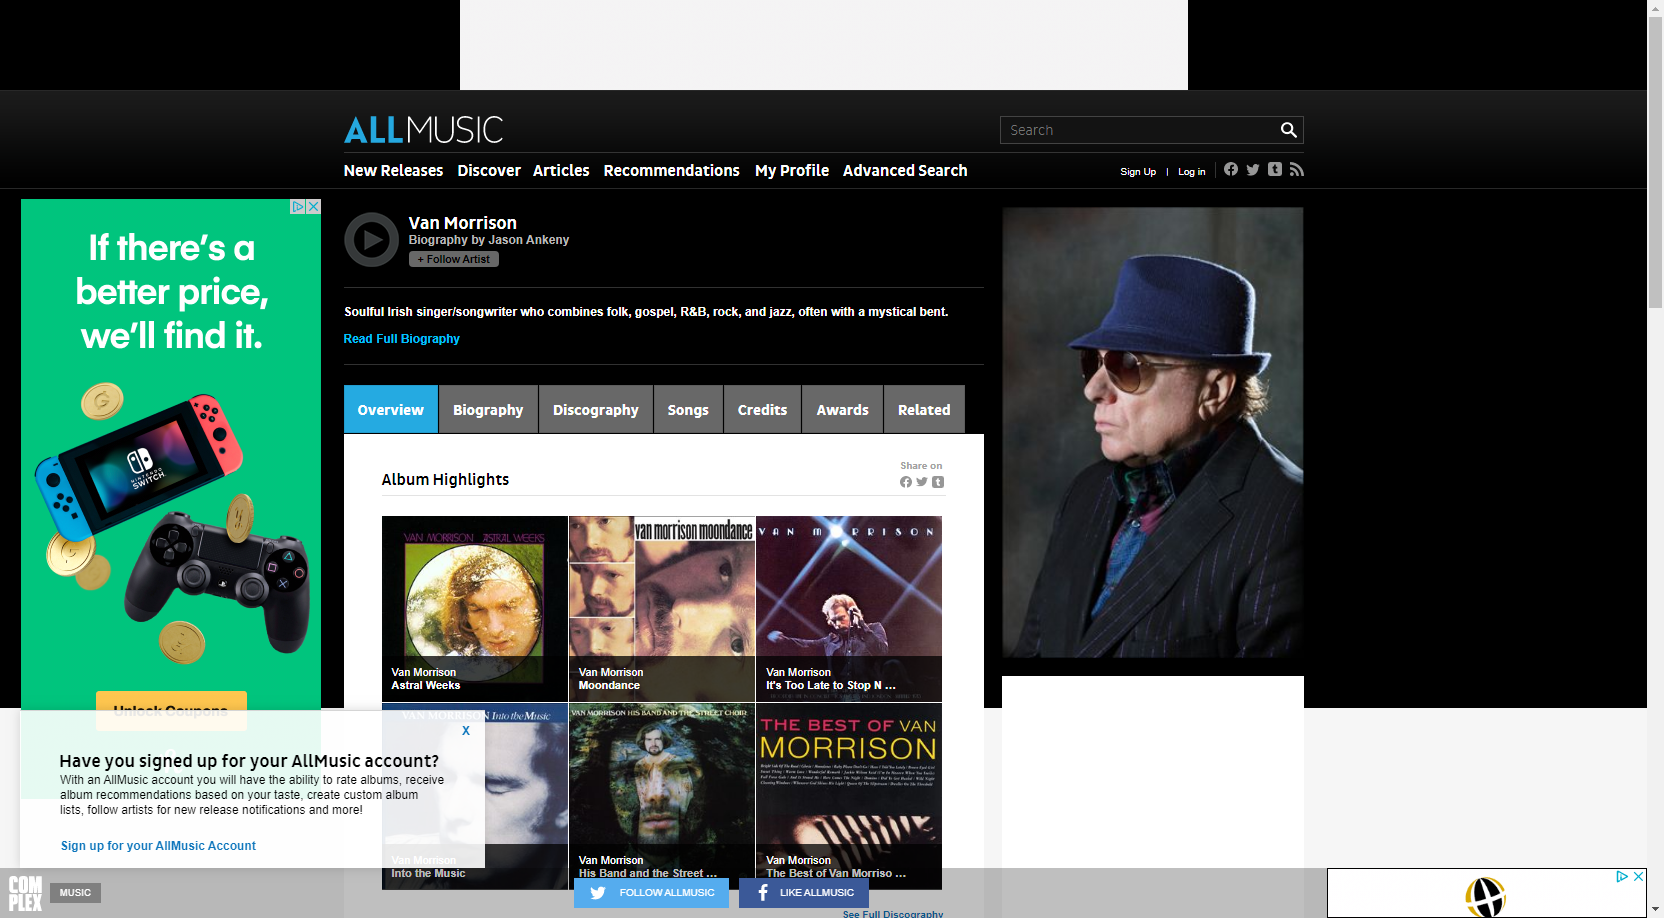 ALLMUSIC
Search
New Releases Discover Articles Recommendations My Profile Advanced Search
Sign Up | Log in
If there's a
better price,
we'll find it.
NINTENDO
SWITCH
Unlock Coupons
Van Morrison
Biography by Jason Ankeny
+ Follow Artist
Soulful Irish singer/songwriter who combines folk, gospel, R&B, rock, and jazz, often with a mystical bent.
Read Full Biography
Overview Biography Discography Songs Credits Awards Related
Album Highlights
Share on
VAN MORRISON ASTRAL WEEKS
Van Morrison
Astral Weeks
van morrison moondance
Van Morrison
Moondance
VAN MORRISON
Van Morrison
It's Too Late to Stop N ...
VAN MORRISON Into the Music
Van Morrison
Into the Music
VAN MORRISON HIS BAND AND THE STREET CHOIR
Van Morrison
His Band and the Street ...
THE BEST OF VAN
MORRISON
Van Morrison
The Best of Van Morriso ...
See Full Discography
X
Have you signed up for your AllMusic account?
With an AllMusic account you will have the ability to rate albums, receive
album recommendations based on your taste, create custom album
lists, follow artists for new release notifications and more!
Sign up for your AllMusic Account
COMPLEX
MUSIC
FOLLOW ALLMUSIC
LIKE ALLMUSIC